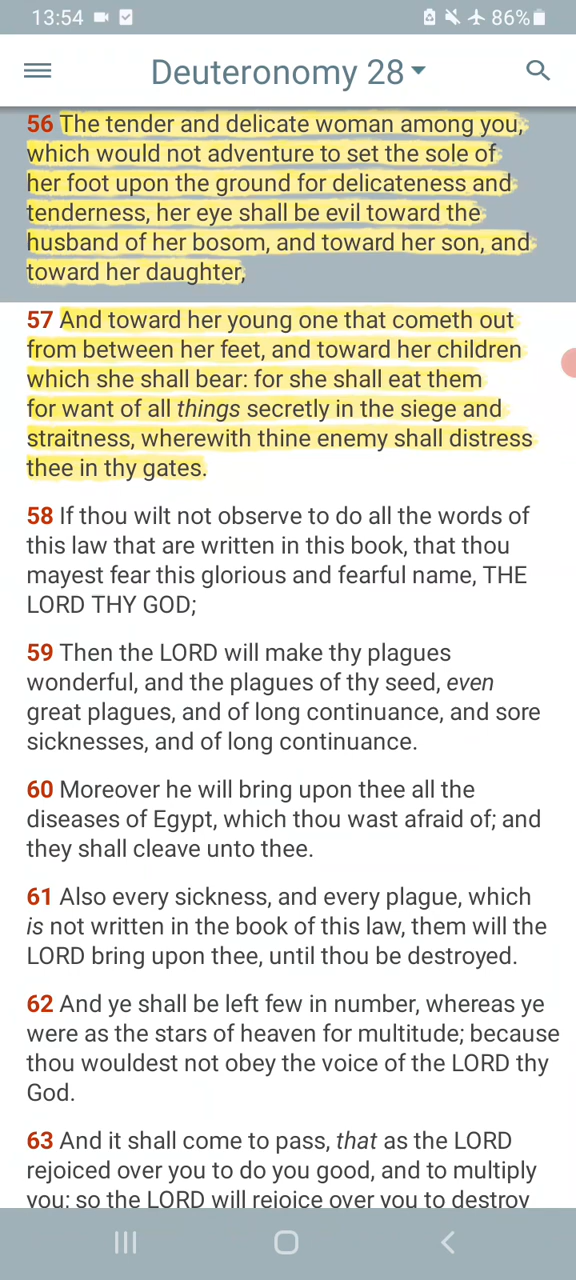 13:54 86%
Deuteronomy 28
56 The tender and delicate woman among you,
which would not adventure to set the sole of
her foot upon the ground for delicateness and
tenderness, her eye shall be evil toward the
husband of her bosom, and toward her son, and
toward her daughter,
57 And toward her young one that cometh out
from between her feet, and toward her children
which she shall bear: for she shall eat them
for want of all things secretly in the siege and
straitness, wherewith thine enemy shall distress
thee in thy gates.
58 If thou wilt not observe to do all the words of
this law that are written in this book, that thou
mayest fear this glorious and fearful name, THE
LORD THY GOD;
59 Then the LORD will make thy plagues
wonderful, and the plagues of thy seed, even
great plagues, and of long continuance, and sore
sicknesses, and of long continuance.
60 Moreover he will bring upon thee all the
diseases of Egypt, which thou wast afraid of; and
they shall cleave unto thee.
61 Also every sickness, and every plague, which
is not written in the book of this law, them will the
LORD bring upon thee, until thou be destroyed.
62 And ye shall be left few in number, whereas ye
were as the stars of heaven for multitude; because
thou wouldest not obey the voice of the LORD thy
God.
63 And it shall come to pass, that as the LORD
rejoiced over you to do you good, and to multiply
you; so the LORD will rejoice over you to destroy